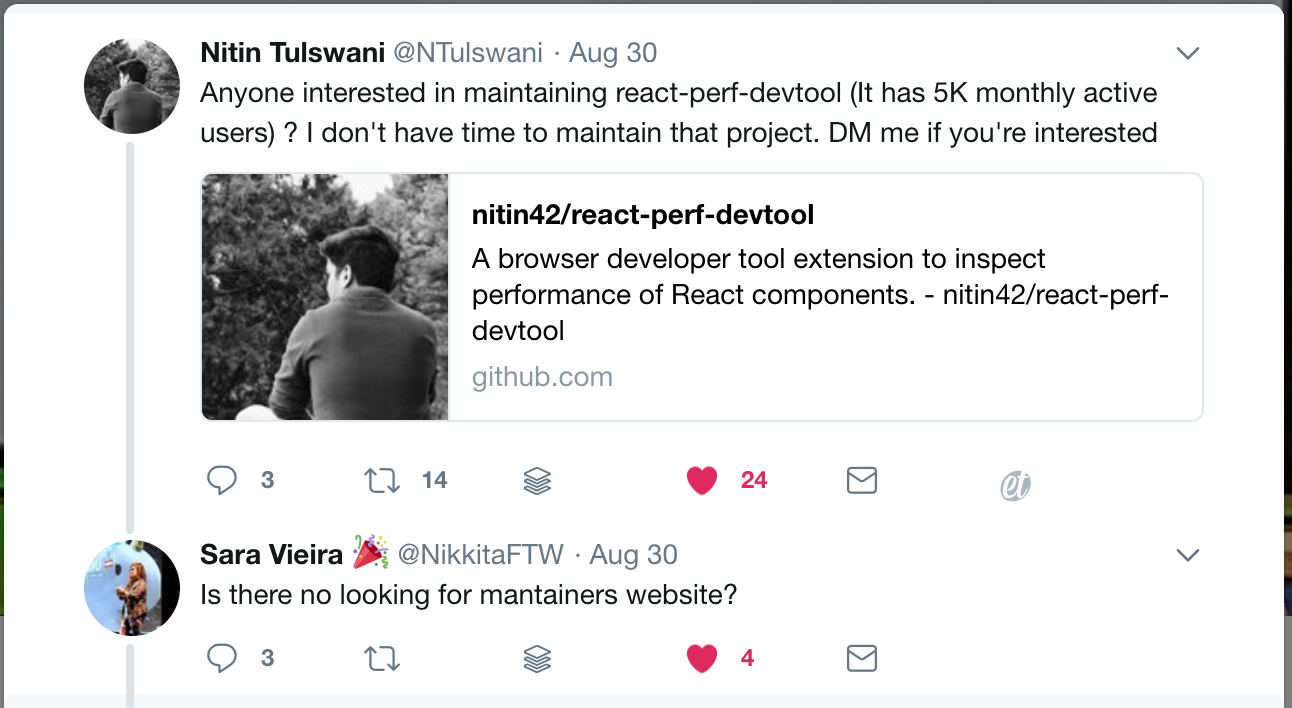 Nitin Tulswani @NTulswani · Aug 30
Anyone interested in maintaining react-perf-devtool (It has 5K monthly active
users) ? I don't have time to maintain that project. DM me if you're interested
nitin42/react-perf-devtool
A browser developer tool extension to inspect
performance of React components. - nitin42/react-perf-
devtool
github.com
3 14 24 et
Sara Vieira 🎉 @NikkitaFTW · Aug 30
Is there no looking for mantainers website?
3 4